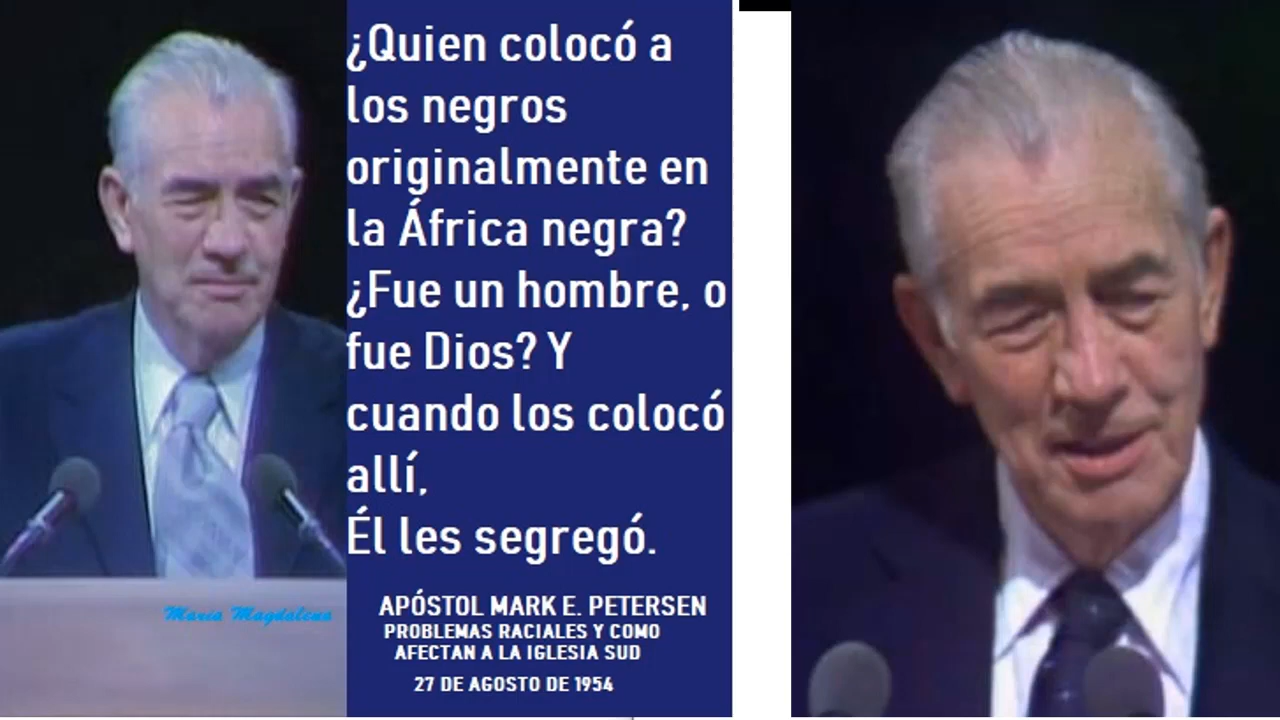 ¿Quien colocó a
los negros
originalmente en
la África negra?
¿Fue un hombre, o
fue Dios? Y
cuando los colocó
allí,
Él les segregó.
APÓSTOL MARK E. PETERSEN
PROBLEMAS RACIALES Y COMO
AFECTAN A LA IGLESIA SUD
27 DE AGOSTO DE 1954
Maria Magdalena